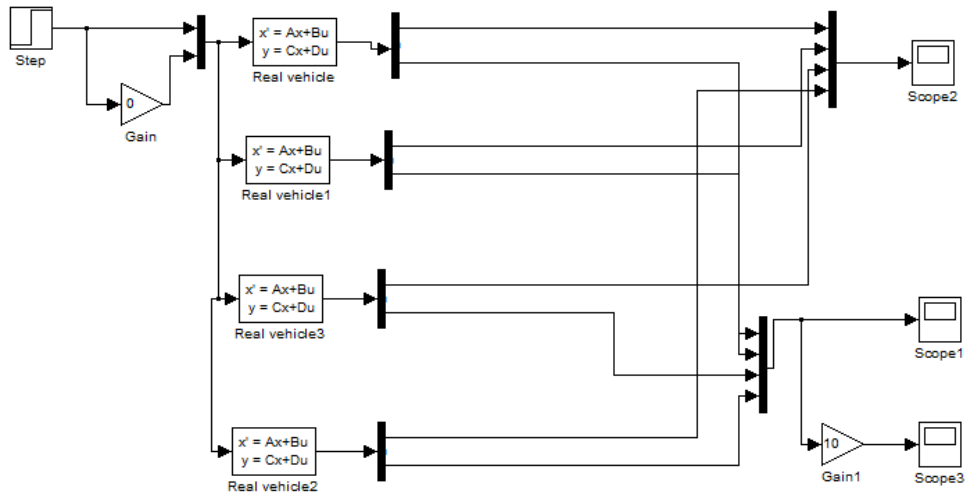 Step
0
Gain
x' = Ax+Bu
y = Cx+Du
Real vehicle
x' = Ax+Bu
y = Cx+Du
Real vehicle1
x' = Ax+Bu
y = Cx+Du
Real vehicle3
x' = Ax+Bu
y = Cx+Du
Real vehicle2
Scope2
Scope1
10
Gain1
Scope3